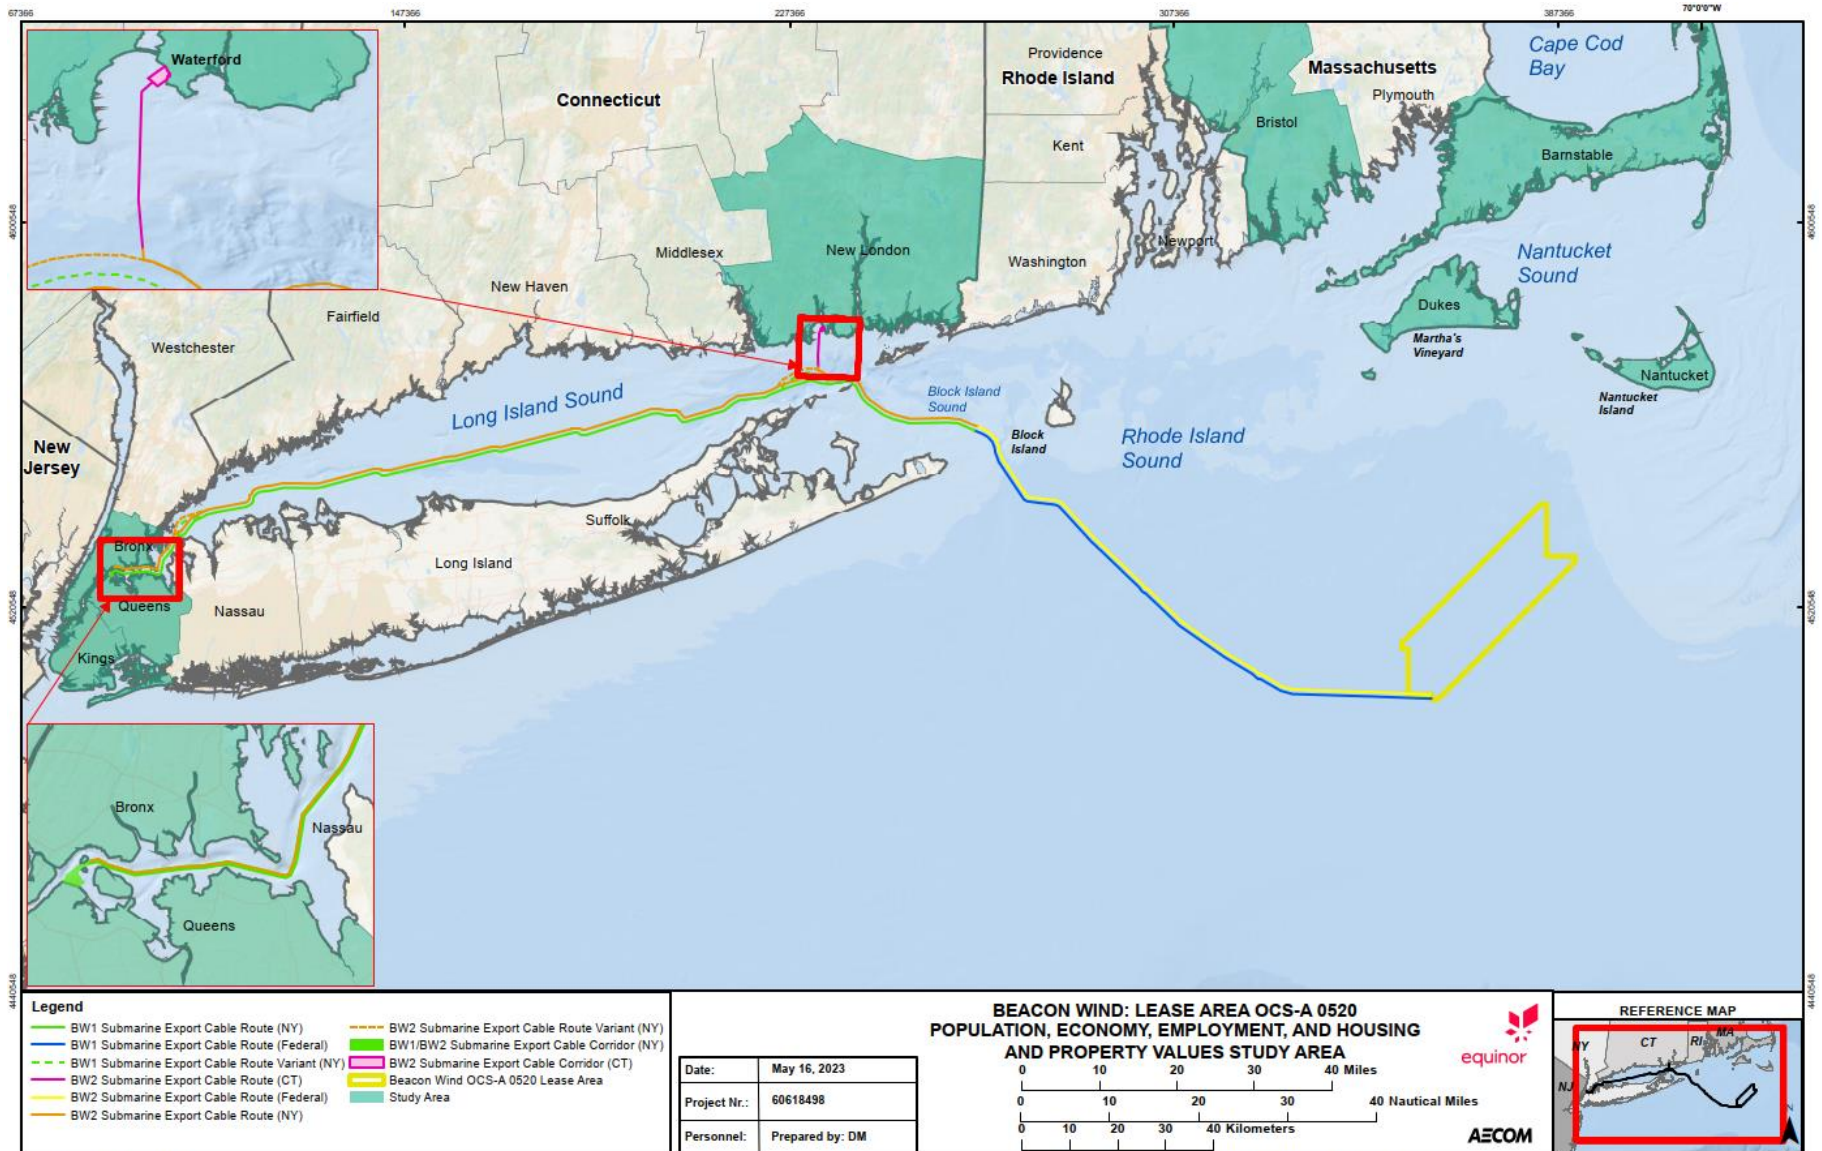 67366
147366
227366
307366
387366
70°0'0"W
Waterford
Connecticut
Providence
Rhode Island
Massachusetts
Plymouth
Cape Cod
Bay
Bristol
Kent
Barnstable
4600548
4600548
Middlesex
New London
Washington
Newport
Nantucket
Sound
New Haven
Fairfield
Westchester
Dukes
Martha's
Vineyard
Nantucket
Nantucket
Island
Long Island Sound
Block Island
Sound
Block
Island
Rhode Island
Sound
New
Jersey
Suffolk
Bronx
Long Island
Queens
Nassau
4520548
4520548
Kings
Bronx
Nassau
Queens
4440548
4440548
Legend
BW1 Submarine Export Cable Route (NY)
BW1 Submarine Export Cable Route (Federal)
BW1 Submarine Export Cable Route Variant (NY)
BW2 Submarine Export Cable Route (CT)
BW2 Submarine Export Cable Route (Federal)
BW2 Submarine Export Cable Route (NY)
BW2 Submarine Export Cable Route Variant (NY)
BW1/BW2 Submarine Export Cable Corridor (NY)
BW2 Submarine Export Cable Corridor (CT)
Beacon Wind OCS-A 0520 Lease Area
Study Area
Date: May 16, 2023
Project Nr.: 60618498
Personnel: Prepared by: DM
BEACON WIND: LEASE AREA OCS-A 0520
POPULATION, ECONOMY, EMPLOYMENT, AND HOUSING
AND PROPERTY VALUES STUDY AREA
0 10 20 30 40 Miles
0 10 20 30 40 Nautical Miles
0 10 20 30 40 Kilometers
equinor
AECOM
REFERENCE MAP
NY
CT
RI
MA
NJ
N